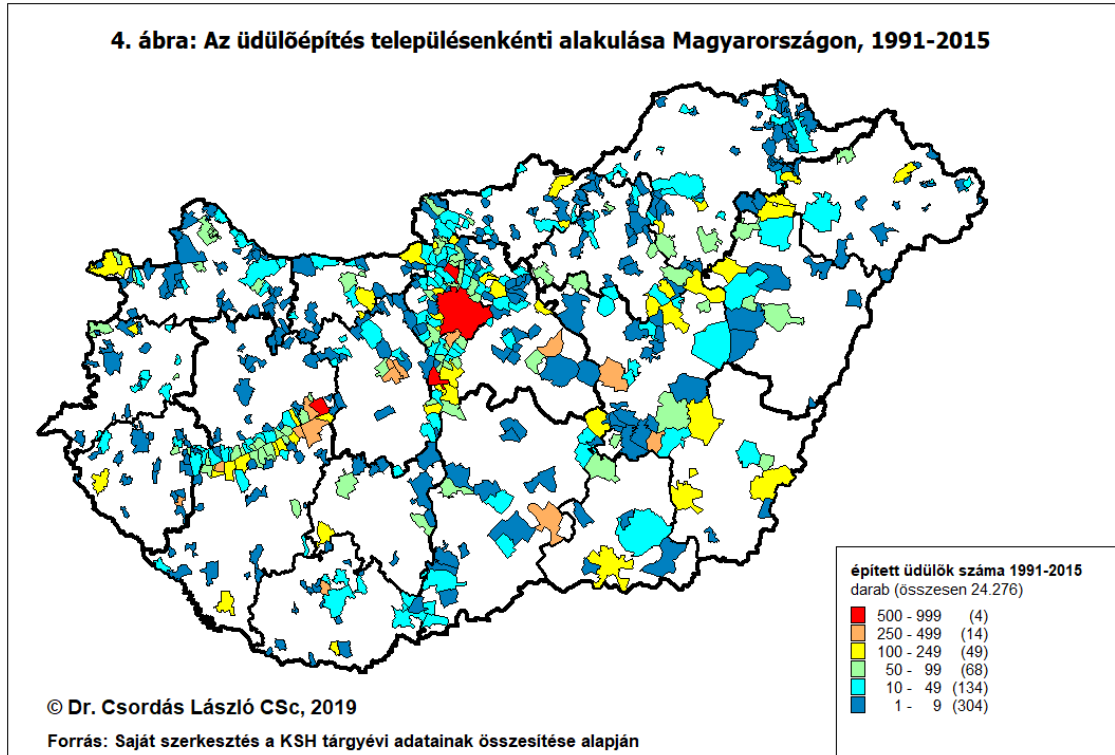 4. ábra: Az üdülőépítés településenkénti alakulása Magyarországon, 1991-2015
épített üdülők száma 1991-2015
darab (összesen 24.276)
500 - 999 (4)
250 - 499 (14)
100 - 249 (49)
50 - 99 (68)
10 - 49 (134)
1 - 9 (304)
© Dr. Csordás László CSc, 2019
Forrás: Saját szerkesztés a KSH tárgyévi adatainak összesítése alapján